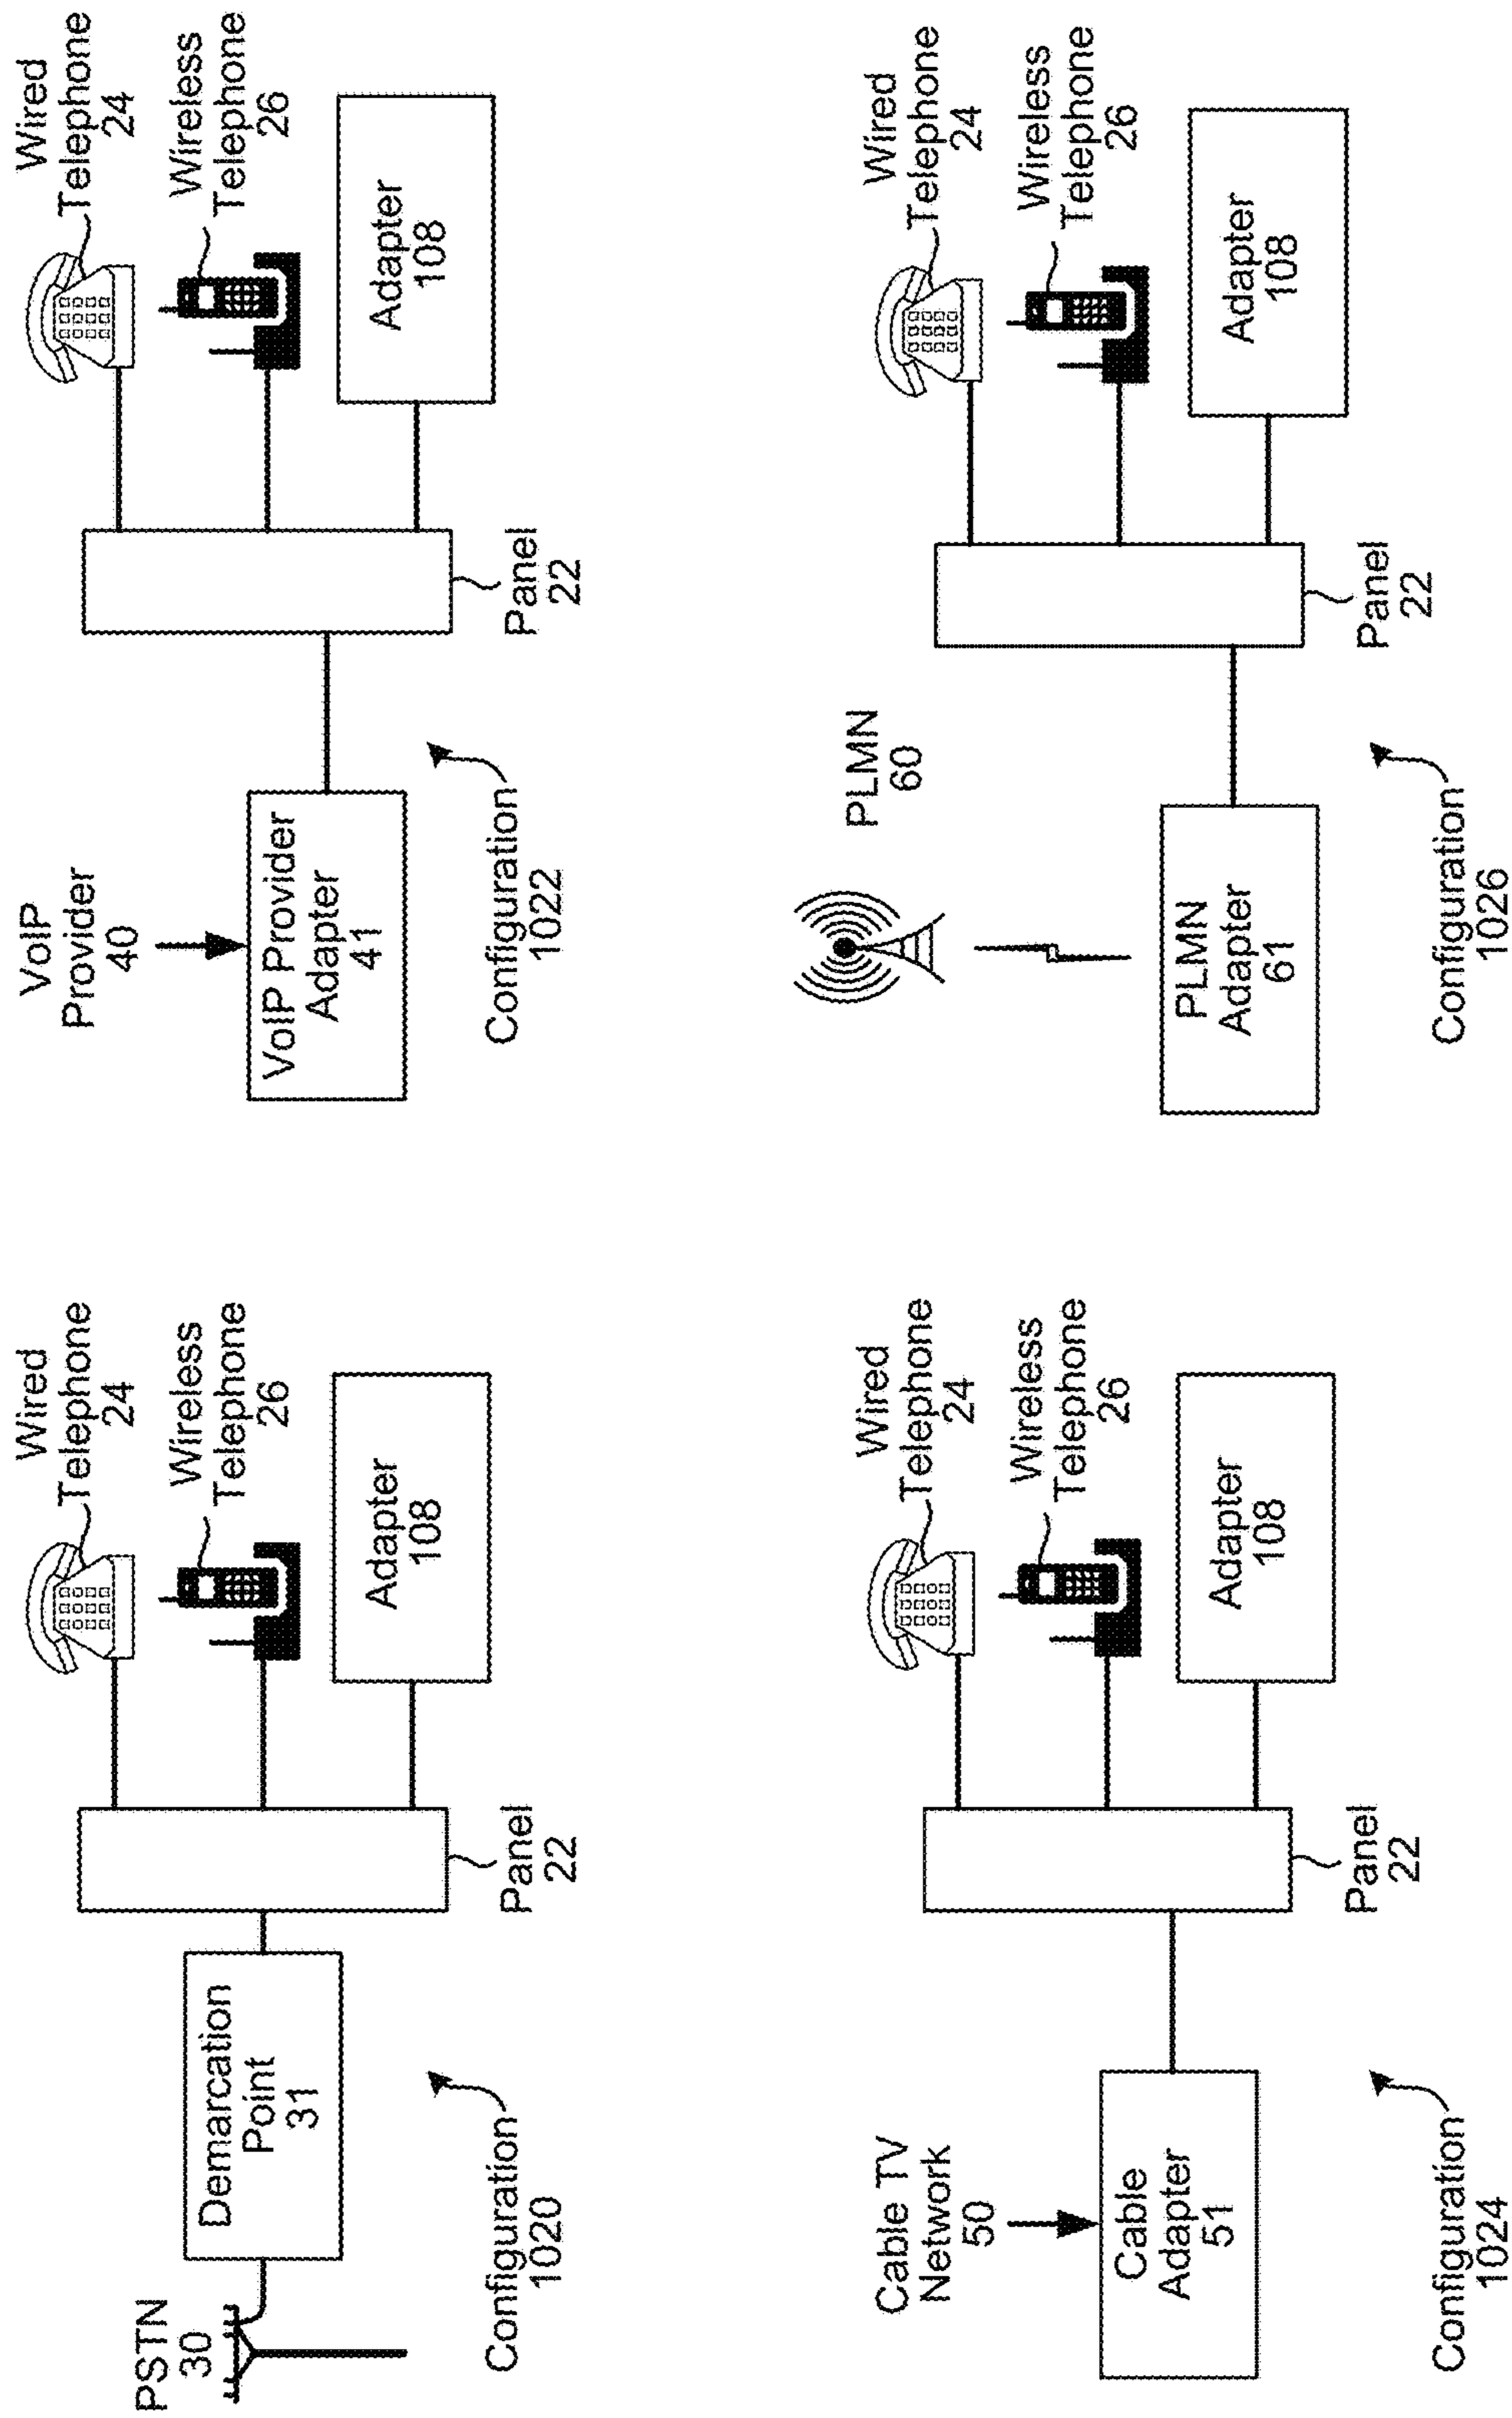 PSTN
30
Demarcation
Point
31
Panel
22
Wired
Telephone
24
Wireless
Telephone
26
Adapter
108
Configuration
1020
VoIP
Provider
40
VoIP Provider
Adapter
41
Panel
22
Wired
Telephone
24
Wireless
Telephone
26
Adapter
108
Configuration
1022
Cable TV
Network
50
Cable
Adapter
51
Panel
22
Wired
Telephone
24
Wireless
Telephone
26
Adapter
108
Configuration
1024
PLMN
60
PLMN
Adapter
61
Panel
22
Wired
Telephone
24
Wireless
Telephone
26
Adapter
108
Configuration
1026